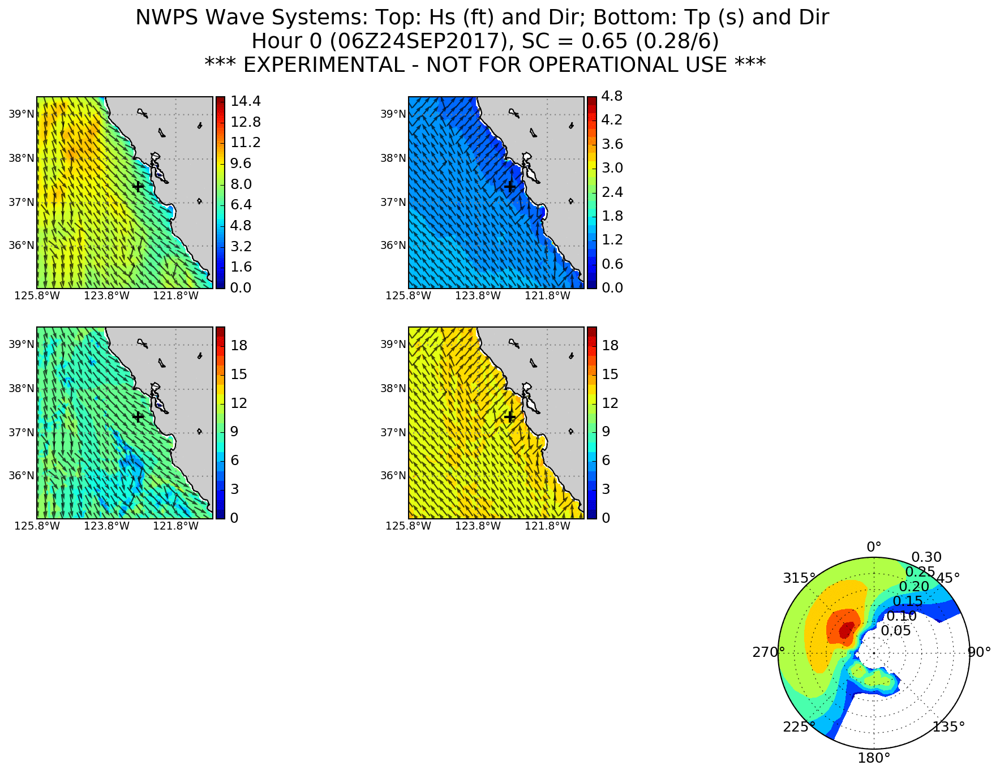 NWPS Wave Systems: Top: Hs (ft) and Dir; Bottom: Tp (s) and Dir
Hour 0 (06Z24SEP2017), SC = 0.65 (0.28/6)
*** EXPERIMENTAL - NOT FOR OPERATIONAL USE ***
39°N
38°N
37°N
36°N
125.8°W 123.8°W 121.8°W
14.4
12.8
11.2
9.6
8.0
6.4
4.8
3.2
1.6
0.0
39°N
38°N
37°N
36°N
125.8°W 123.8°W 121.8°W
4.8
4.2
3.6
3.0
2.4
1.8
1.2
0.6
0.0
39°N
38°N
37°N
36°N
125.8°W 123.8°W 121.8°W
18
15
12
9
6
3
0
39°N
38°N
37°N
36°N
125.8°W 123.8°W 121.8°W
18
15
12
9
6
3
0
0°
45°
90°
135°
180°
225°
270°
315°
0.30
0.25
0.20
0.15
0.10
0.05